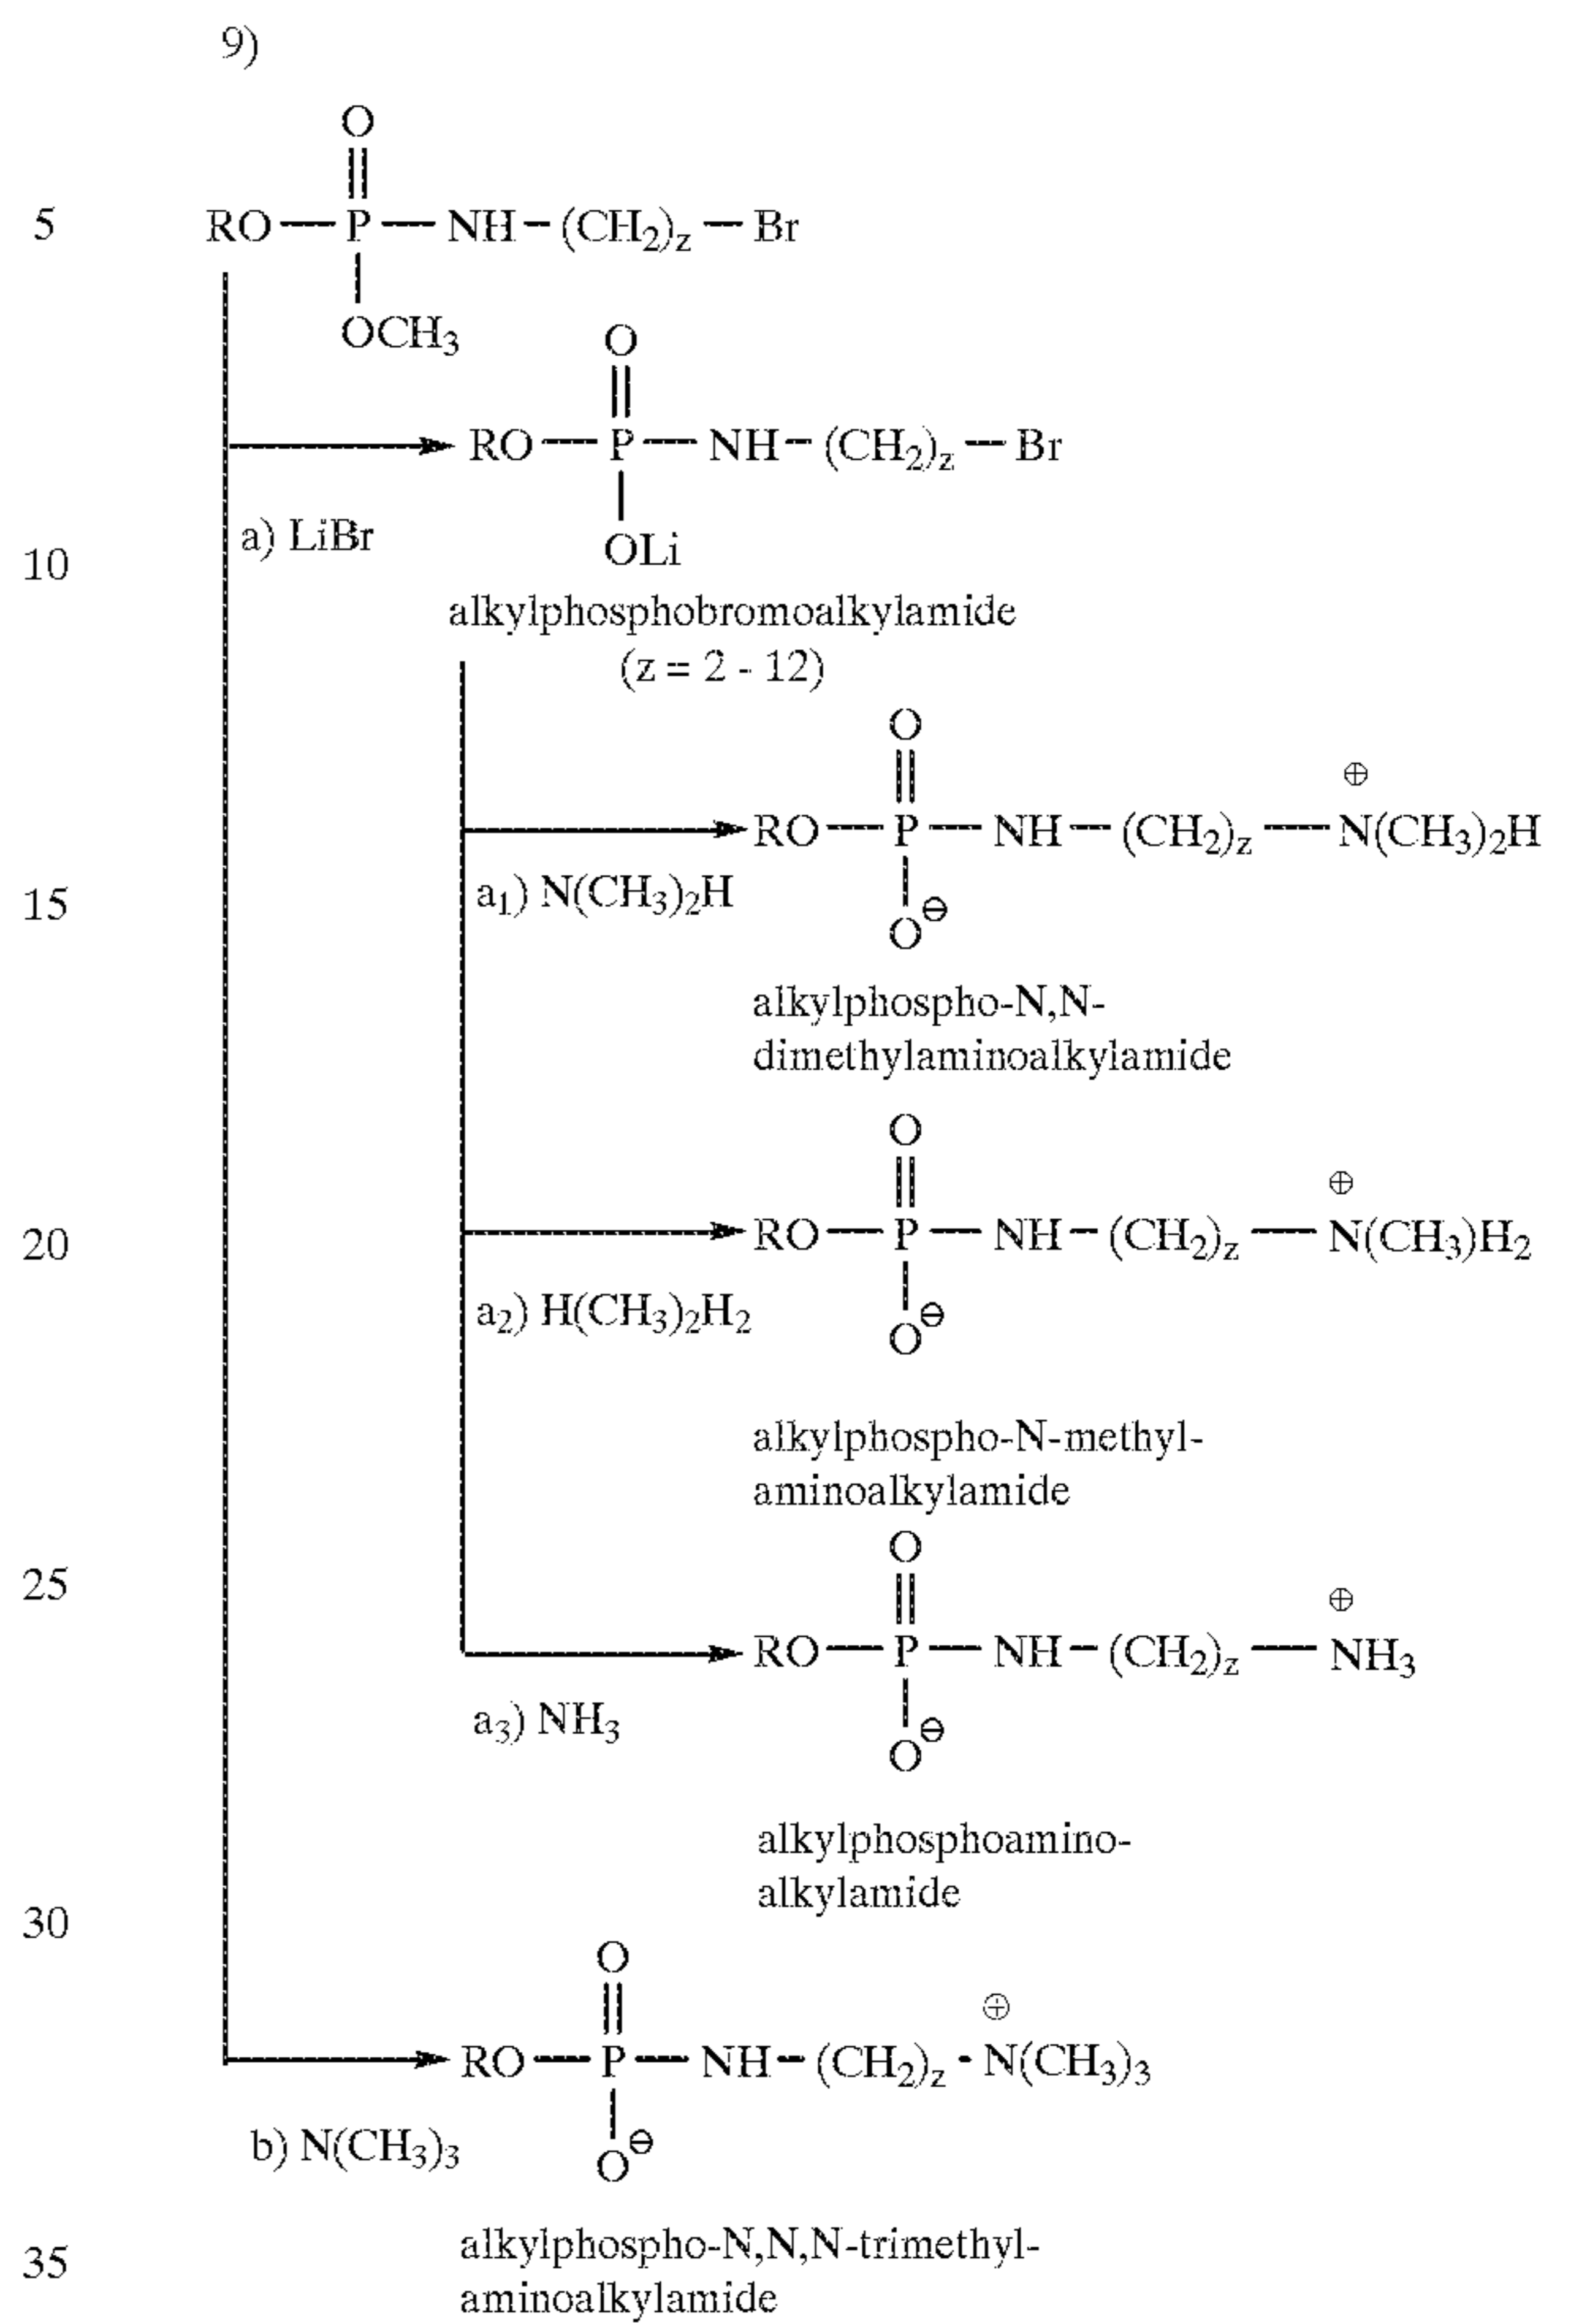 9)
O
5 RO—P—NH—(CH₂)z—Br
OCH₃
O
RO—P—NH—(CH₂)z—Br
a) LiBr
10 OLi
alkylphosphobromoalkylamide
(z = 2 - 12)
O
⊕
RO—P—NH—(CH₂)z—N(CH₃)₂H
15 a₁) N(CH₃)₂H
O⊖
alkylphospho-N,N-
dimethylaminoalkylamide
O
⊕
20 RO—P—NH—(CH₂)z—N(CH₃)H₂
a₂) H(CH₃)₂H₂
O⊖
alkylphospho-N-methyl-
aminoalkylamide
O
25
⊕
RO—P—NH—(CH₂)z—NH₃
a₃) NH₃
O⊖
alkylphosphoamino-
alkylamide
30
O
⊕
RO—P—NH—(CH₂)z-N(CH₃)₃
b) N(CH₃)₃
O⊖
alkylphospho-N,N,N-trimethyl-
35
aminoalkylamide